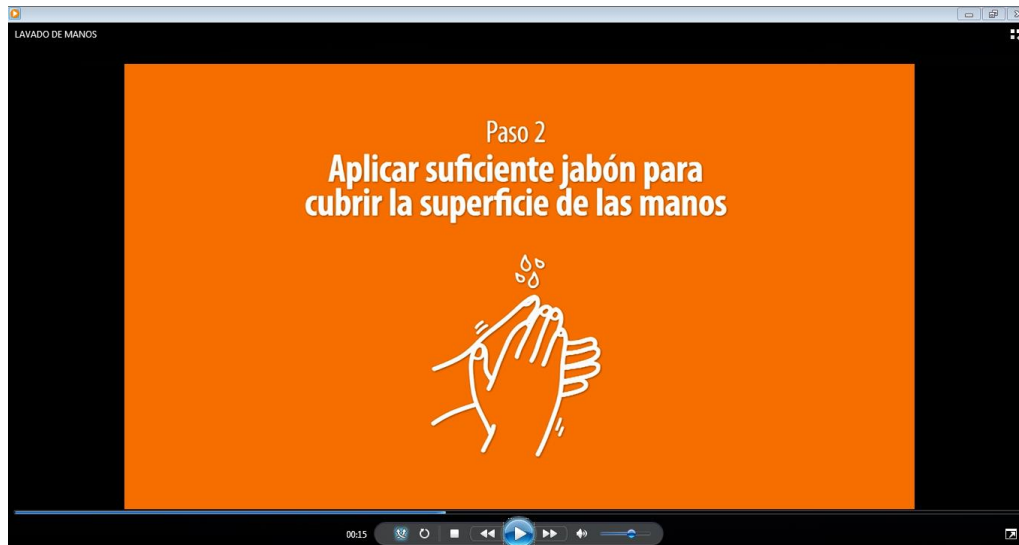 LAVADO DE MANOS
Paso 2
Aplicar suficiente jabón para
cubrir la superficie de las manos
00:15